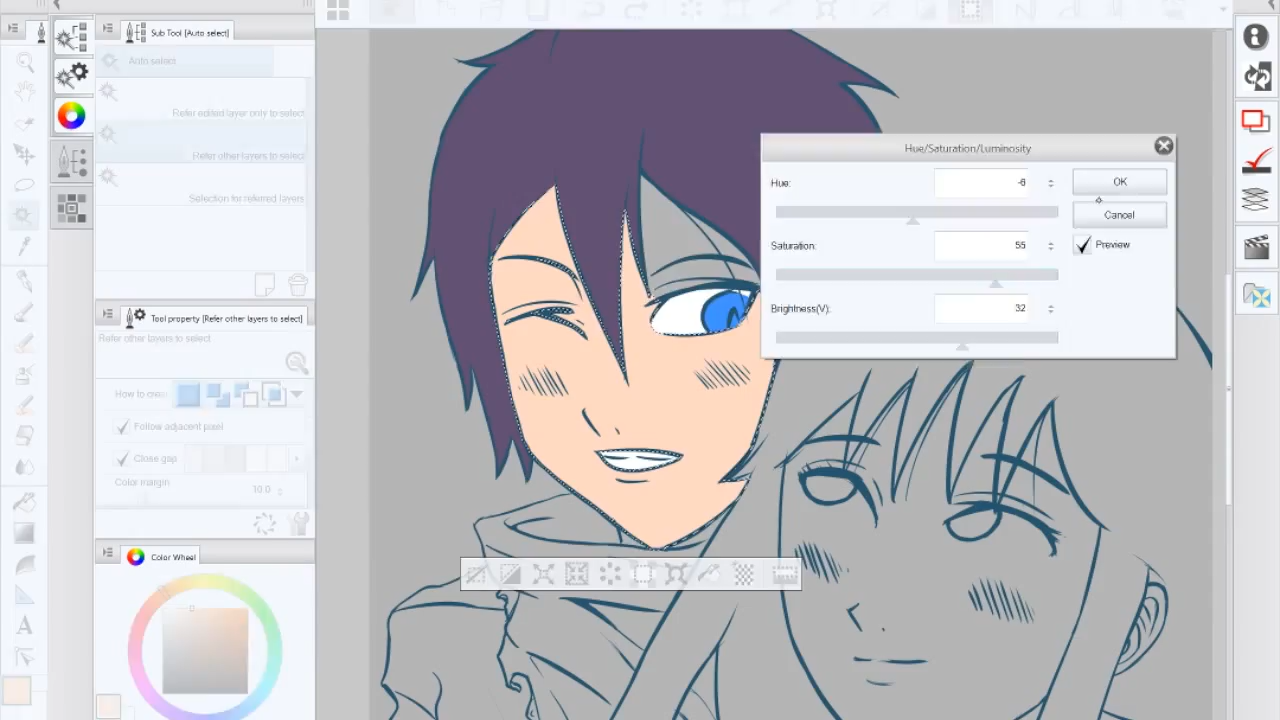 Sub Tool [Auto select]
Auto select
Refer edited layer only to select
Refer other layers to select
Selection for referred layers
Tool property [Refer other layers to select]
Refer other layers to select
How to crea
Follow adjacent pixel
Close gap
Color margin
10.0
Color Wheel
Hue/Saturation/Luminosity
Hue:
-6
OK
Cancel
Saturation:
55
Preview
Brightness(V):
32